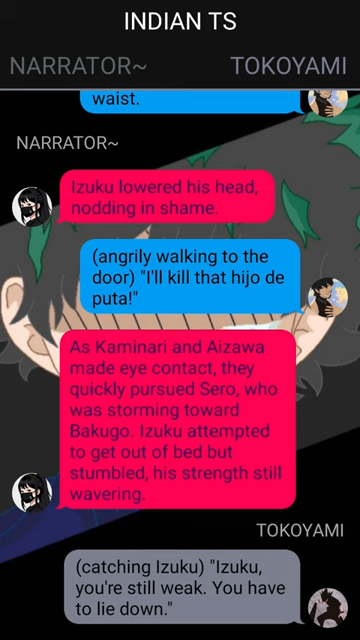 INDIAN TS
NARRATOR~ TOKOYAMI
waist.
NARRATOR~
Izuku lowered his head,
nodding in shame.
(angrily walking to the
door) "I'll kill that hijo de
puta!"
As Kaminari and Aizawa
made eye contact, they
quickly pursued Sero, who
was storming toward
Bakugo. Izuku attempted
to get out of bed but
stumbled, his strength still
wavering.
TOKOYAMI
(catching Izuku) "Izuku,
you're still weak. You have
to lie down."